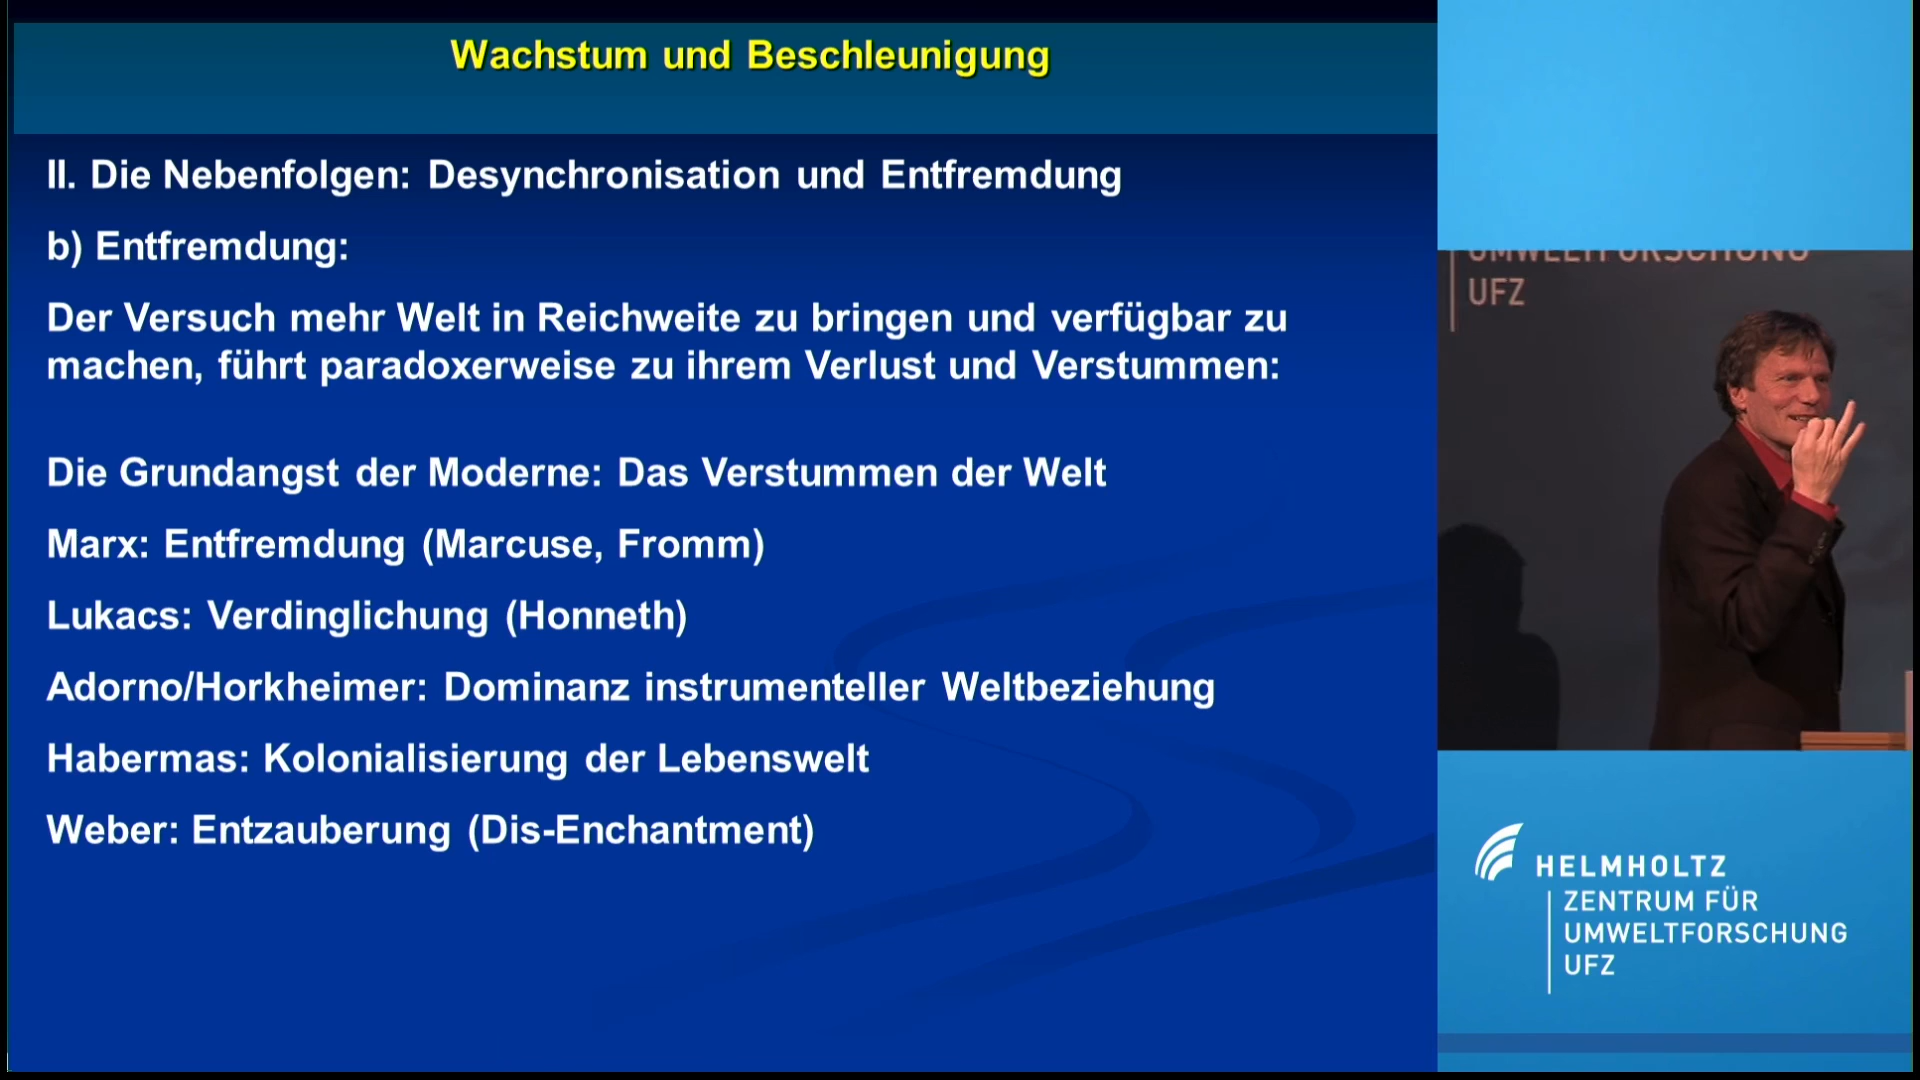 Wachstum und Beschleunigung
II. Die Nebenfolgen: Desynchronisation und Entfremdung
b) Entfremdung:
Der Versuch mehr Welt in Reichweite zu bringen und verfügbar zu
machen, führt paradoxerweise zu ihrem Verlust und Verstummen:
Die Grundangst der Moderne: Das Verstummen der Welt
Marx: Entfremdung (Marcuse, Fromm)
Lukacs: Verdinglichung (Honneth)
Adorno/Horkheimer: Dominanz instrumenteller Weltbeziehung
Habermas: Kolonialisierung der Lebenswelt
Weber: Entzauberung (Dis-Enchantment)
UMWELTFORSCHUNG
UFZ
HELMHOLTZ
ZENTRUM FÜR
UMWELTFORSCHUNG
UFZ